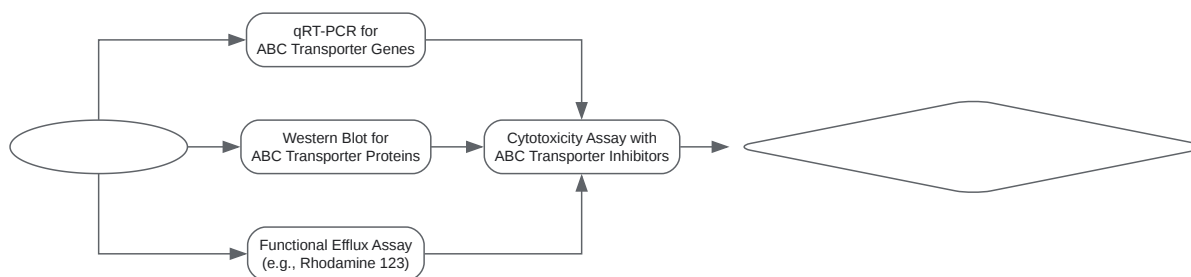 qRT-PCR for
ABC Transporter Genes
Western Blot for
ABC Transporter Proteins
Cytotoxicity Assay with
ABC Transporter Inhibitors
Functional Efflux Assay
(e.g., Rhodamine 123)